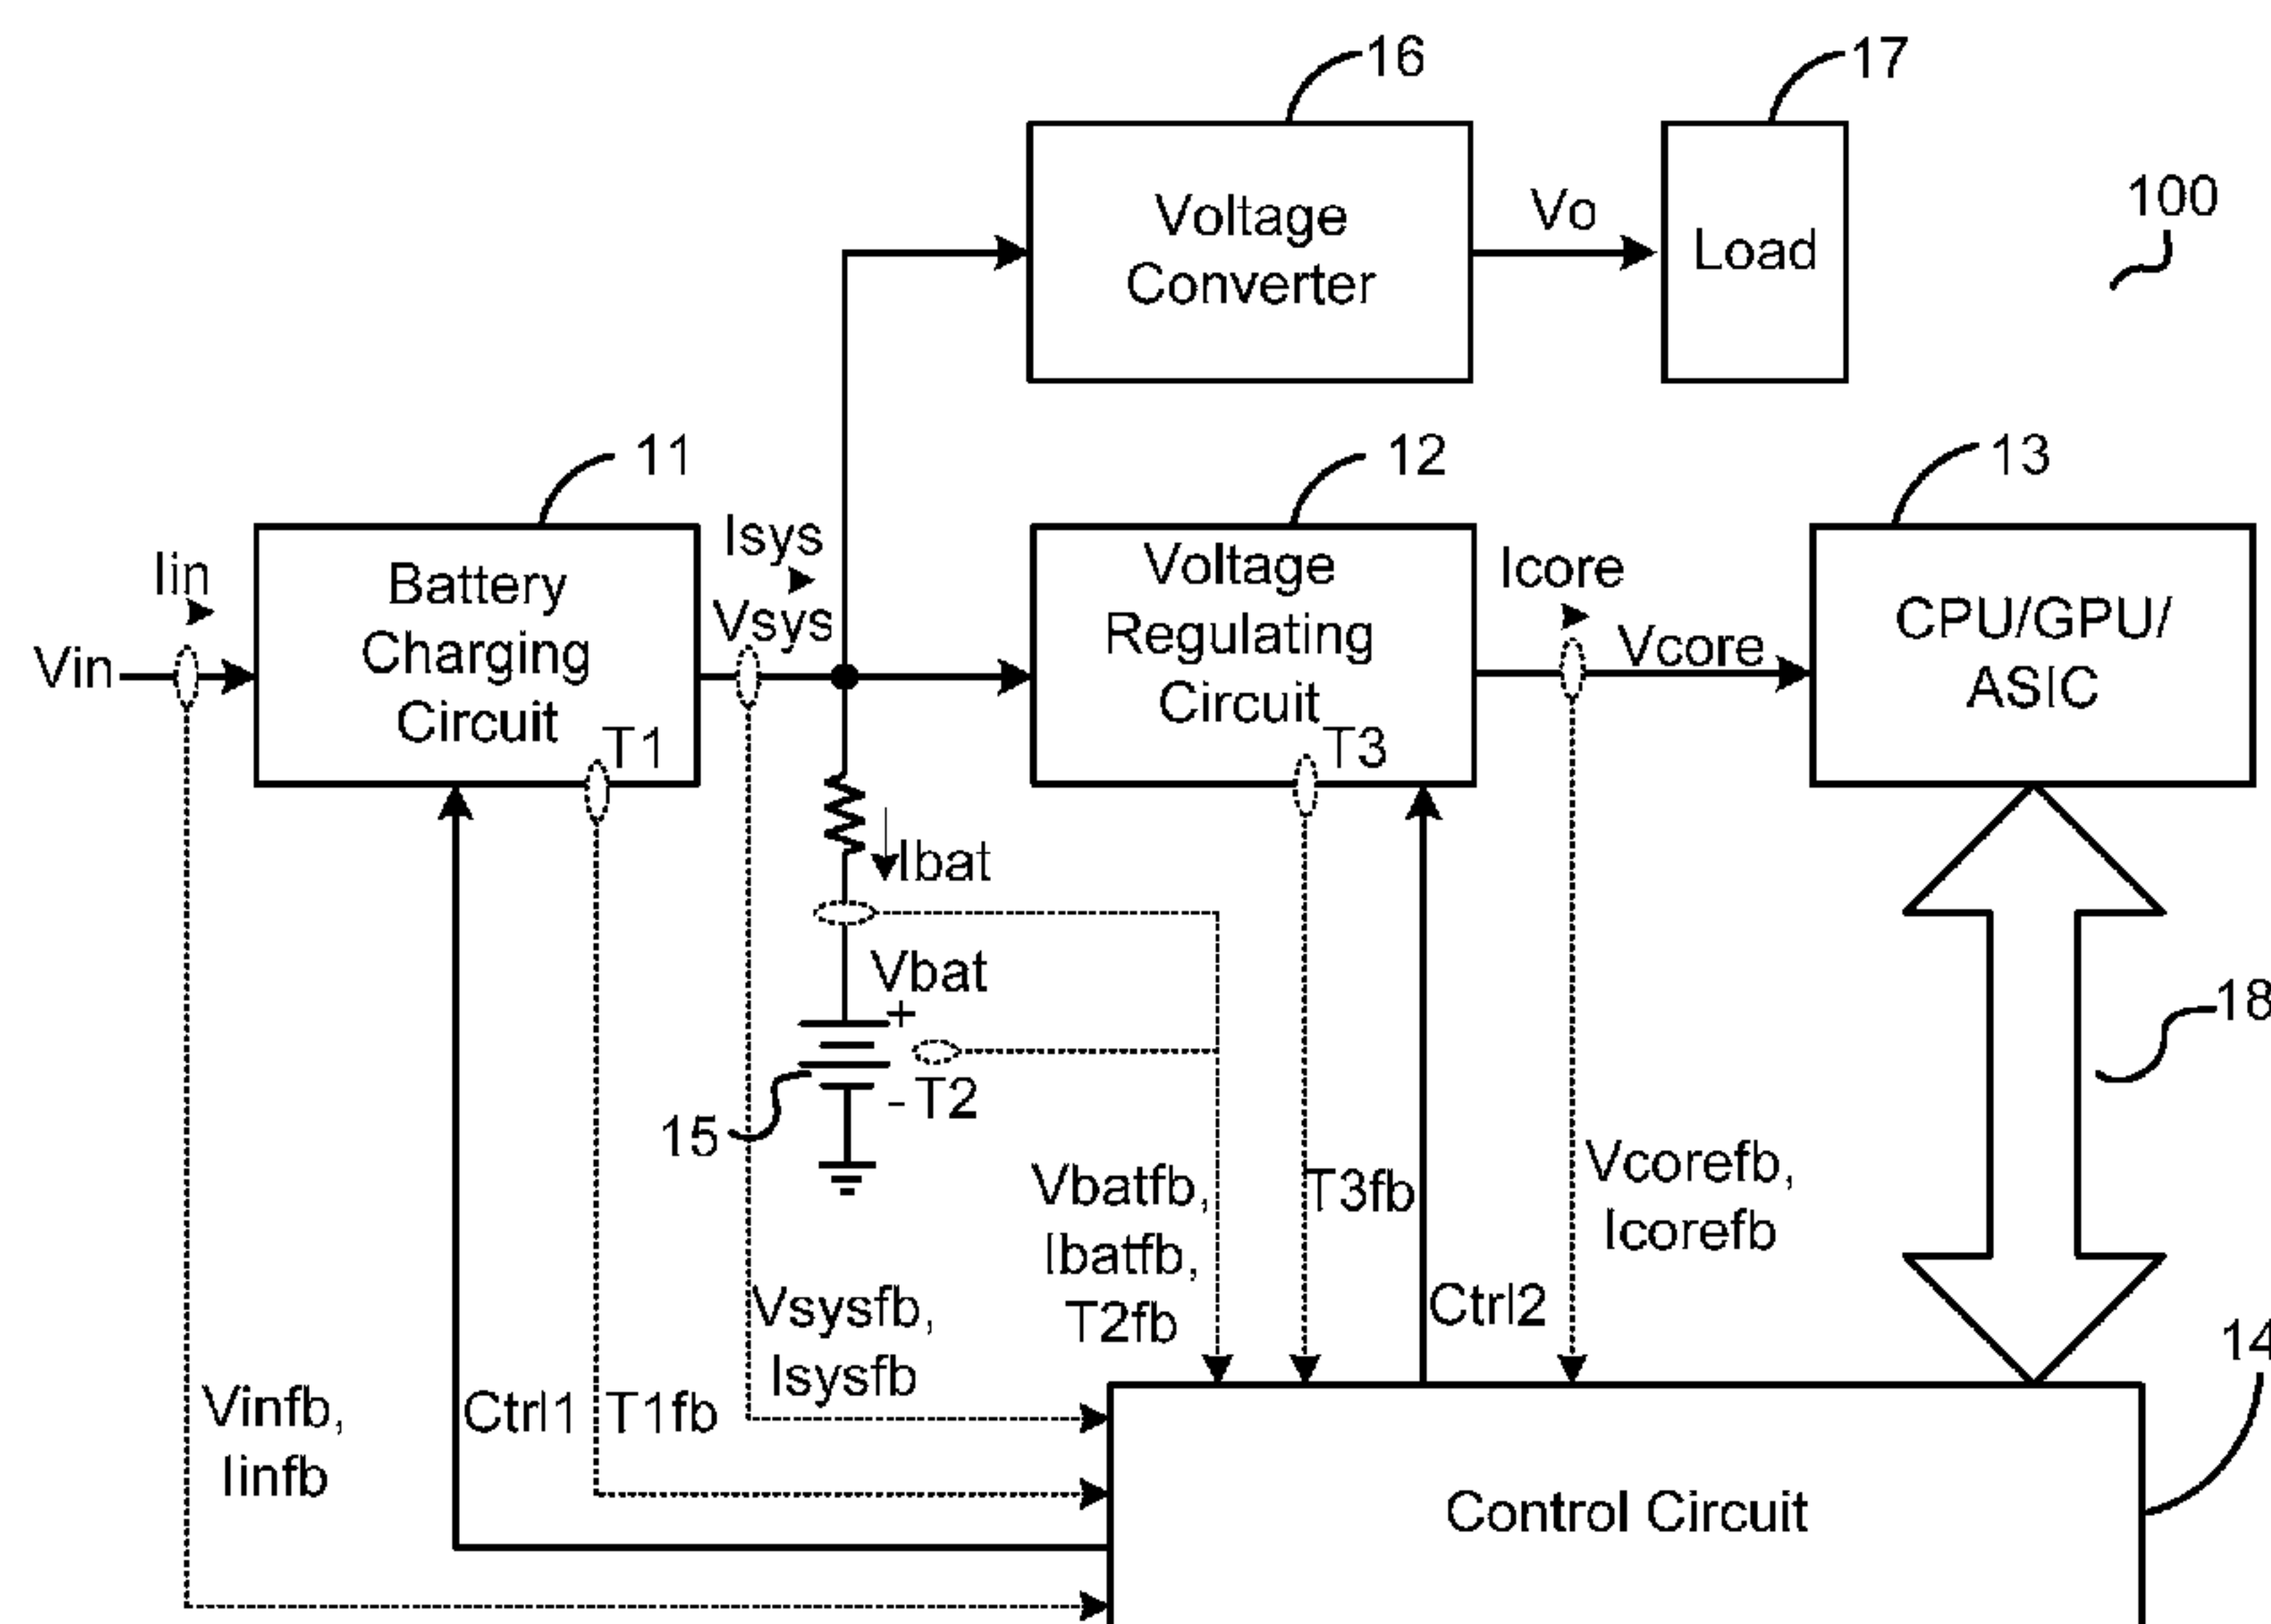 16
17
100
Voltage
Converter
Vo
Load
11
12
13
Iin
Vin
Battery
Charging
Circuit
T1
Isys
Vsys
Voltage
Regulating
Circuit
T3
Icore
Vcore
CPU/GPU/
ASIC
Ibat
Vbat
+
- T2
15
18
Vbatfb,
Ibatfb,
T2fb
T3fb
Vcorefb,
Icorefb
Ctrl2
Vsysfb,
Isysfb
14
Vinfb,
Iinfb
Ctrl1
T1fb
Control Circuit